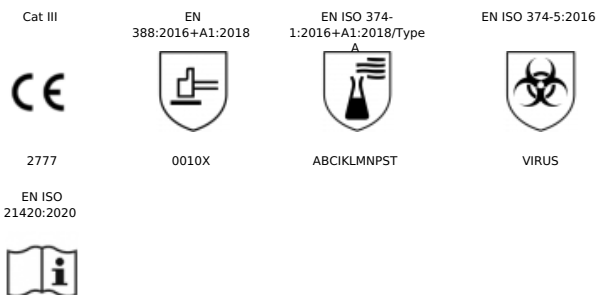 Cat III
EN
388:2016+A1:2018
EN ISO 374-
1:2016+A1:2018/Type
A
EN ISO 374-5:2016
CE
2777
0010X
ABCIKLMNPST
VIRUS
EN ISO
21420:2020
i